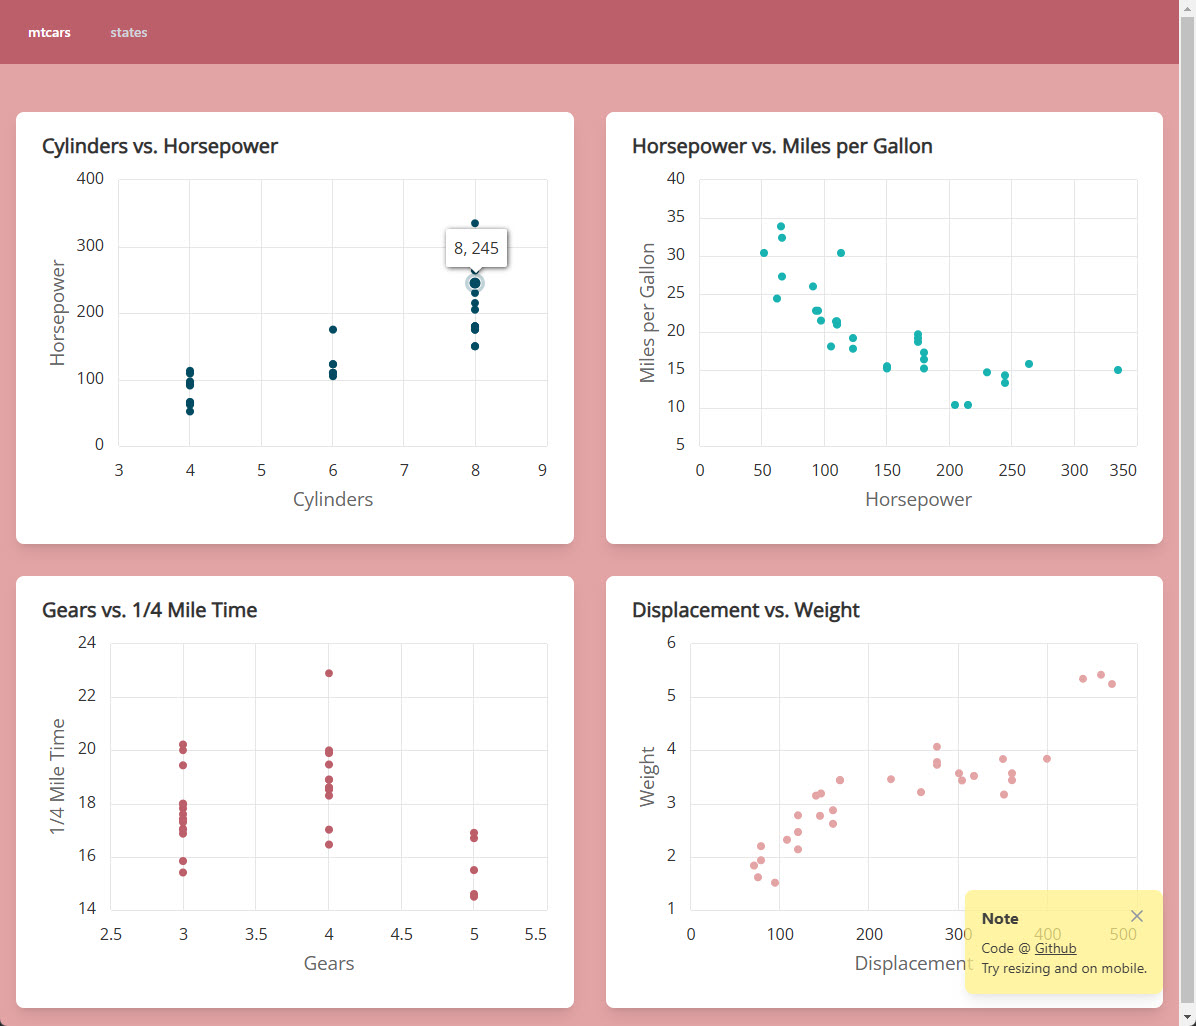 mtcars states
Cylinders vs. Horsepower
400
300
200
100
0
Horsepower
8, 245
3 4 5 6 7 8 9
Cylinders
Horsepower vs. Miles per Gallon
40
35
30
25
20
15
10
5
Miles per Gallon
0 50 100 150 200 250 300 350
Horsepower
Gears vs. 1/4 Mile Time
24
22
20
18
16
14
1/4 Mile Time
2.5 3 3.5 4 4.5 5 5.5
Gears
Displacement vs. Weight
6
5
4
3
2
1
Weight
0 100 200 300 400 500
Displacement
Note
Code @ Github
Try resizing and on mobile.